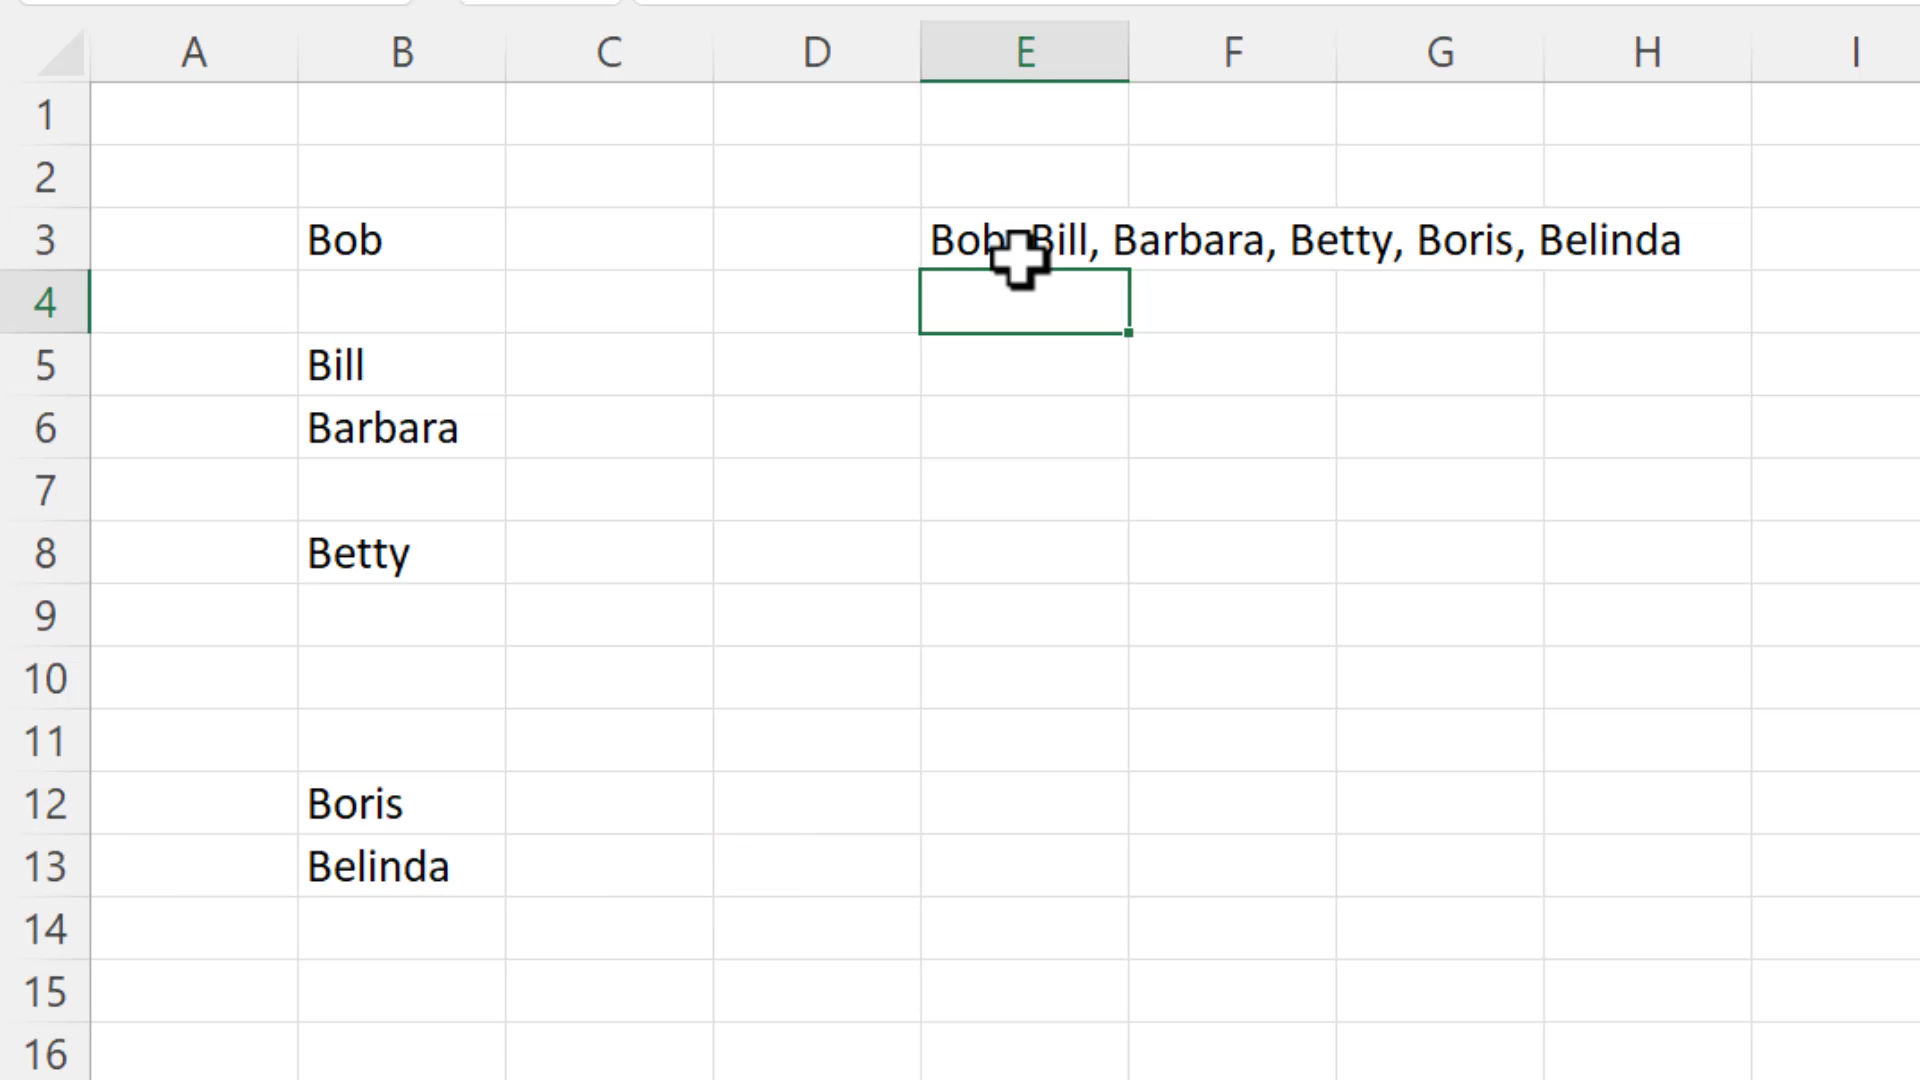 A B C D E F G H I
1
2
3 Bob Bob, Bill, Barbara, Betty, Boris, Belinda
4
5 Bill
6 Barbara
7
8 Betty
9
10
11
12 Boris
13 Belinda
14
15
16